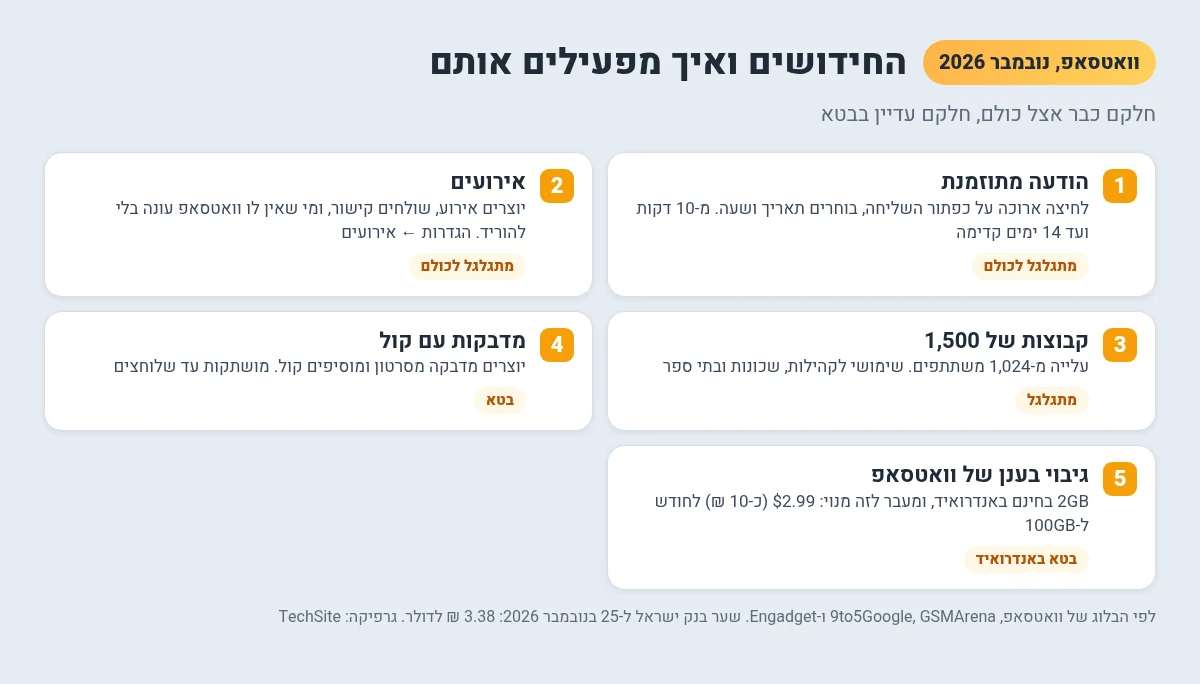 וואטסאפ, נובמבר 2026
החידושים ואיך מפעילים אותם
חלקם כבר אצל כולם, חלקם עדיין בבטא
1
הודעה מתוזמנת
לחיצה ארוכה על כפתור השליחה, בוחרים תאריך ושעה. מ-10 דקות
ועד 14 ימים קדימה
מתגלגל לכולם
2
אירועים
יוצרים אירוע, שולחים קישור, ומי שאין לו וואטסאפ עונה בלי
להוריד. הגדרות ← אירועים
מתגלגל לכולם
3
קבוצות של 1,500
עלייה מ-1,024 משתתפים. שימושי לקהילות, שכונות ובתי ספר
מתגלגל
4
מדבקות עם קול
יוצרים מדבקה מסרטון ומוסיפים קול. מושתקות עד שלוחצים
בטא
5
גיבוי בענן של וואטסאפ
2GB בחינם באנדרואיד, ומעבר לזה מנוי: $2.99 (כ-10 ₪) לחודש
ל-100GB
בטא באנדרואיד
לפי הבלוג של וואטסאפ, 9to5Google, GSMArena ו-Engadget. שער בנק ישראל ל-25 בנובמבר 2026: 3.38 ₪ לדולר. גרפיקה: TechSite